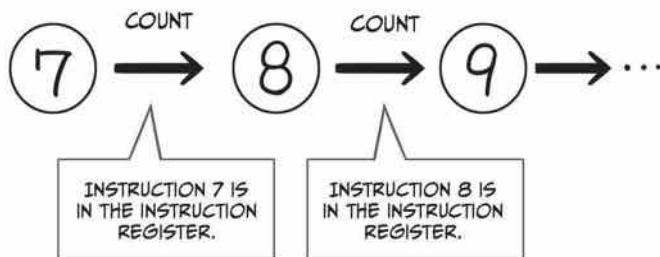 COUNT COUNT
7 8 9 ...
INSTRUCTION 7 IS
IN THE INSTRUCTION
REGISTER.
INSTRUCTION 8 IS
IN THE INSTRUCTION
REGISTER.